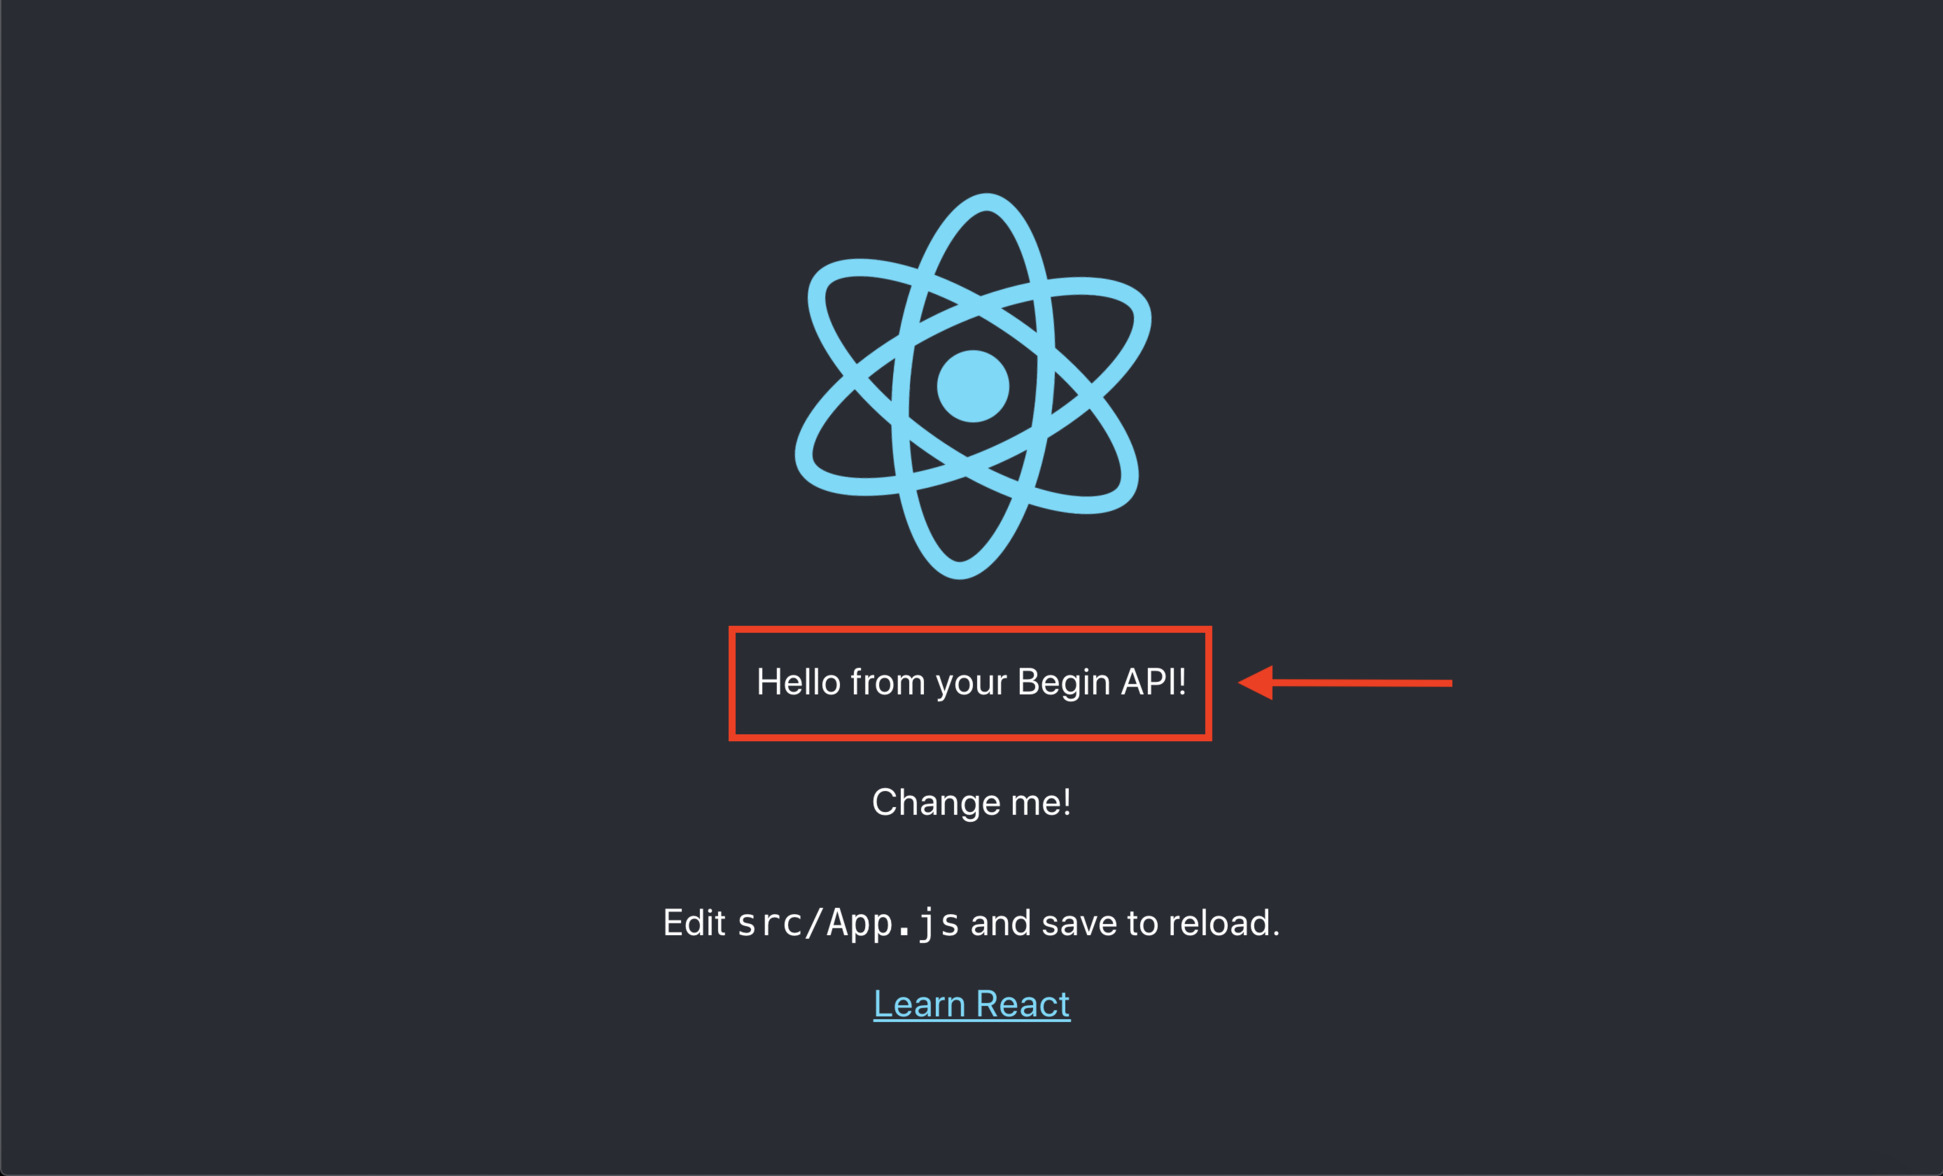 Hello from your Begin API!
Change me!
Edit src/App.js and save to reload.
Learn React